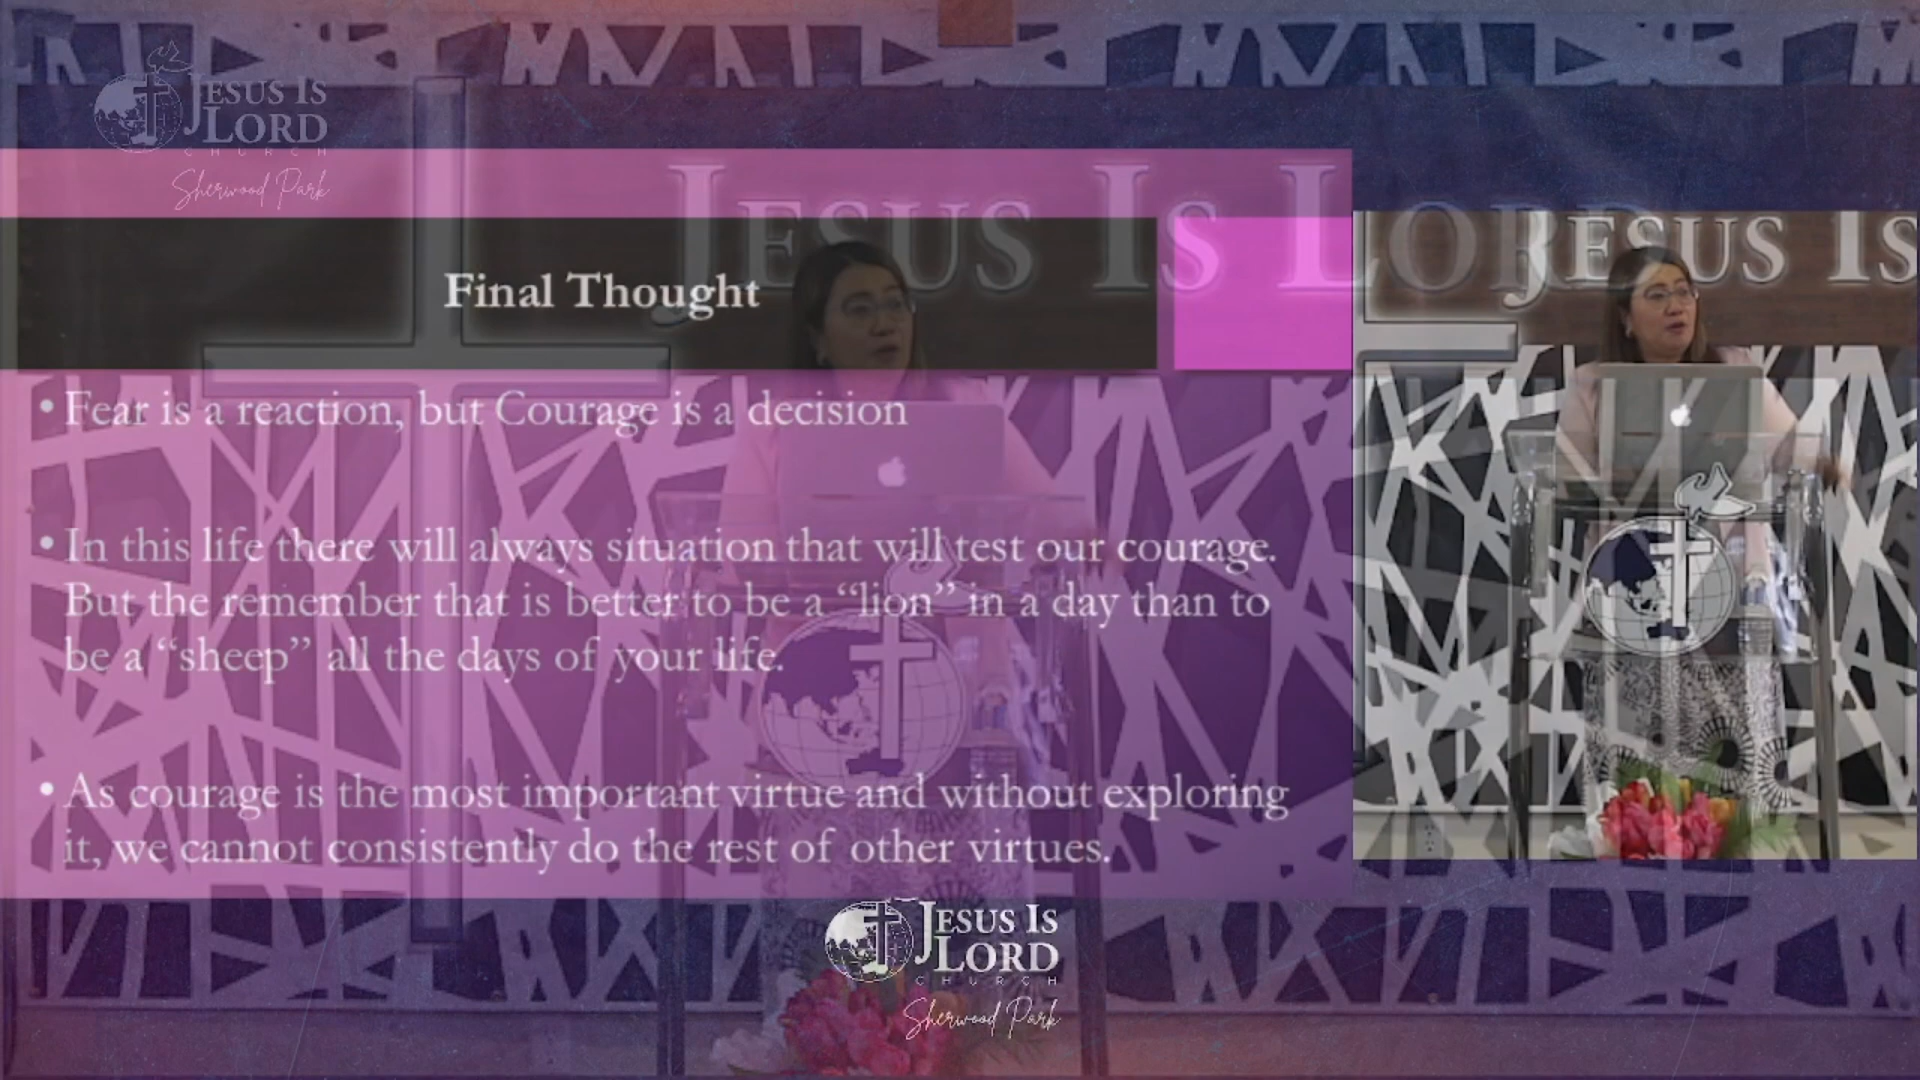 JESUS IS
LORD
CHURCH
Sherwood Park
JESUS IS LOR
JESUS IS
Final Thought
• Fear is a reaction, but Courage is a decision
• In this life there will always situation that will test our courage.
But the remember that is better to be a “lion” in a day than to
be a “sheep” all the days of your life.
• As courage is the most important virtue and without exploring
it, we cannot consistently do the rest of other virtues.
JESUS IS
LORD
CHURCH
Sherwood Park